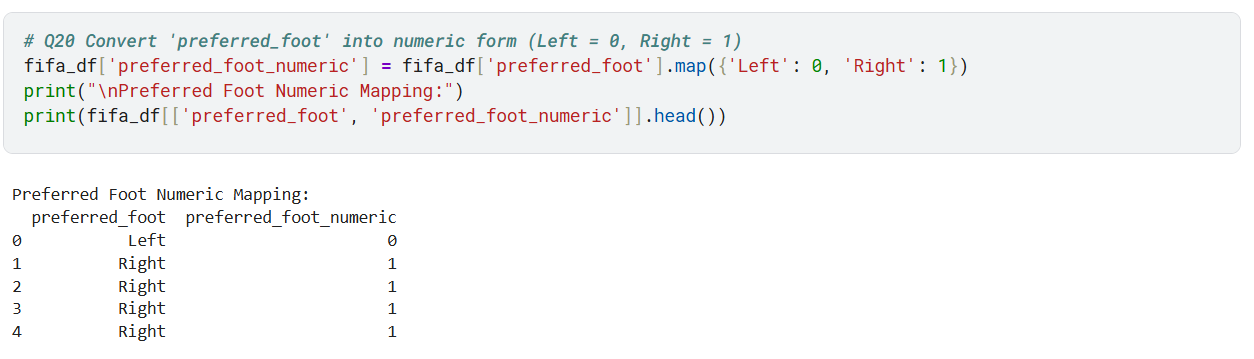 # Q20 Convert 'preferred_foot' into numeric form (Left = 0, Right = 1)
fifa_df['preferred_foot_numeric'] = fifa_df['preferred_foot'].map({'Left': 0, 'Right': 1})
print("\nPreferred Foot Numeric Mapping:")
print(fifa_df[['preferred_foot', 'preferred_foot_numeric']].head())
Preferred Foot Numeric Mapping:
  preferred_foot  preferred_foot_numeric
0           Left                       0
1          Right                       1
2          Right                       1
3          Right                       1
4          Right                       1